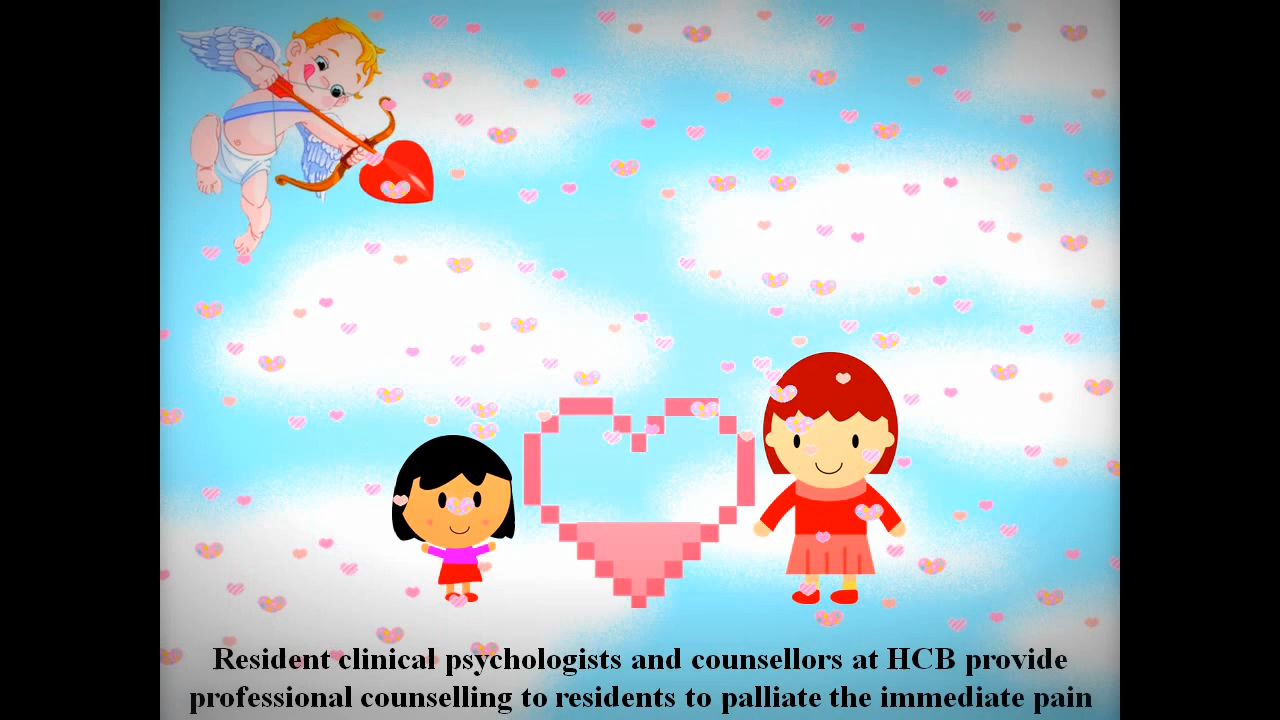 Resident clinical psychologists and counsellors at HCB provide
professional counselling to residents to palliate the immediate pain